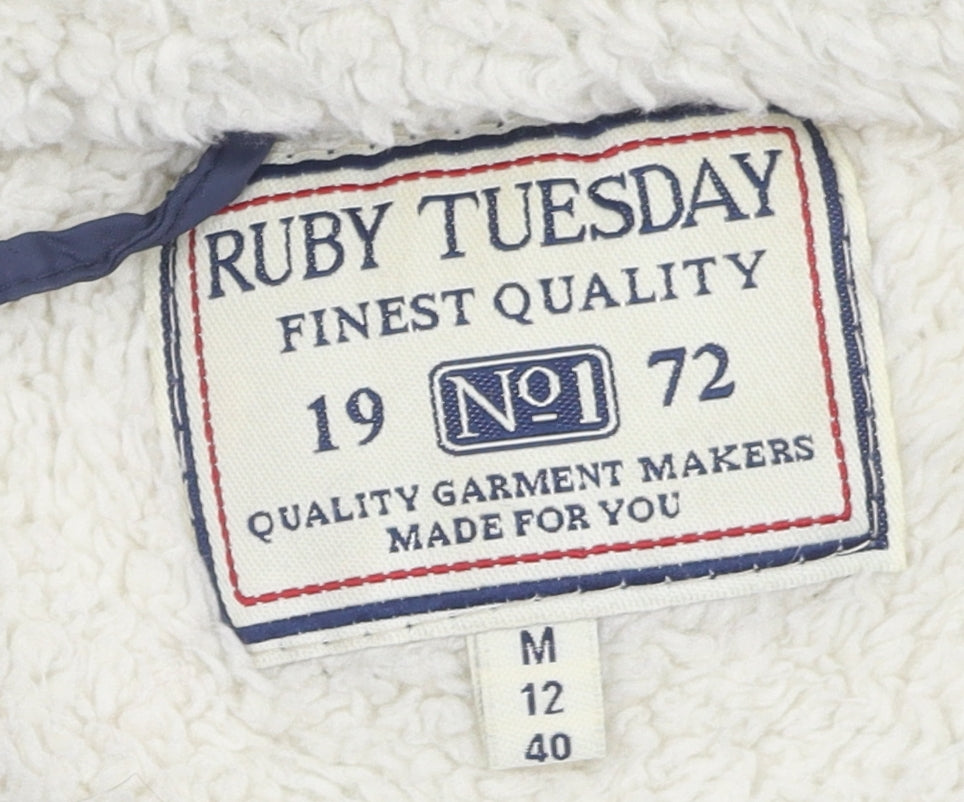 RUBY TUESDAY
FINEST QUALITY
19 Nº1 72
QUALITY GARMENT MAKERS
MADE FOR YOU
M
12
40